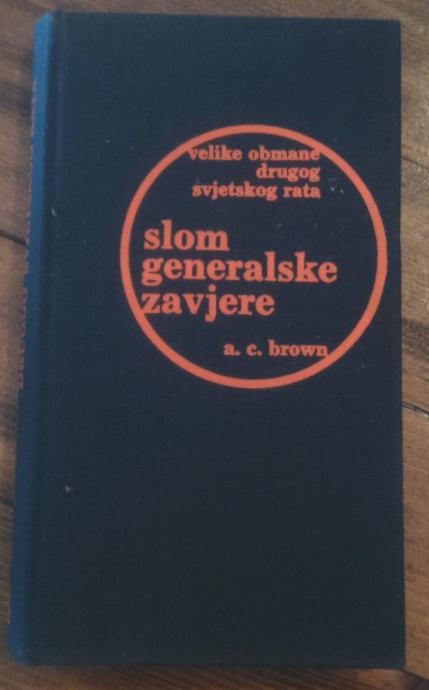 velike obmane
drugog
svjetskog rata
slom
generalske
zavjere
a. c. brown